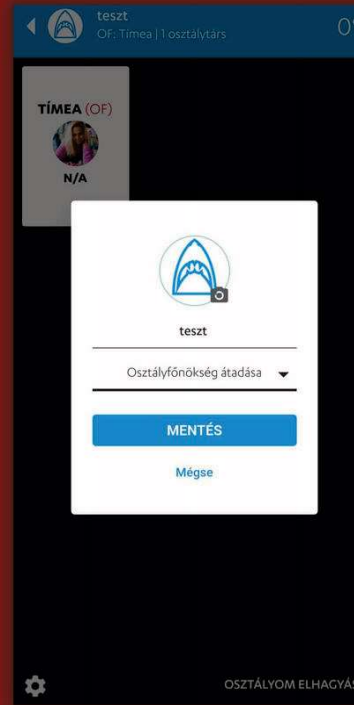 teszt
OF: Tímea | 1 osztálytárs
TÍMEA (OF)
N/A
teszt
Osztályfőnökség átadása
MENTÉS
Mégse
OSZTÁLYOM ELHAGYÁS